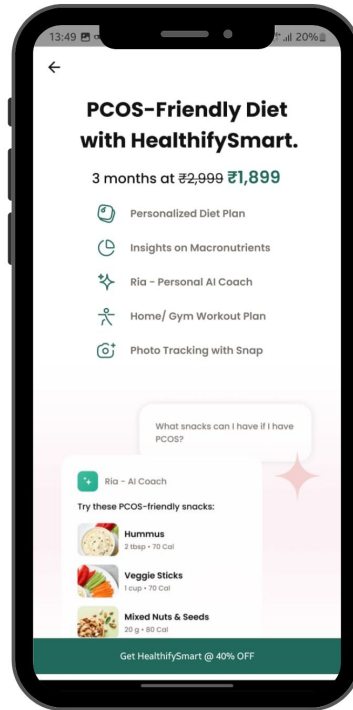 13:49
20%
PCOS-Friendly Diet
with HealthifySmart.
3 months at ₹2,999 ₹1,899
Personalized Diet Plan
Insights on Macronutrients
Ria - Personal AI Coach
Home/ Gym Workout Plan
Photo Tracking with Snap
What snacks can I have if I have
PCOS?
Ria - AI Coach
Try these PCOS-friendly snacks:
Hummus
2 tbsp • 70 Cal
Veggie Sticks
1 cup • 70 Cal
Mixed Nuts & Seeds
20 g • 80 Cal
Get HealthifySmart @ 40% OFF